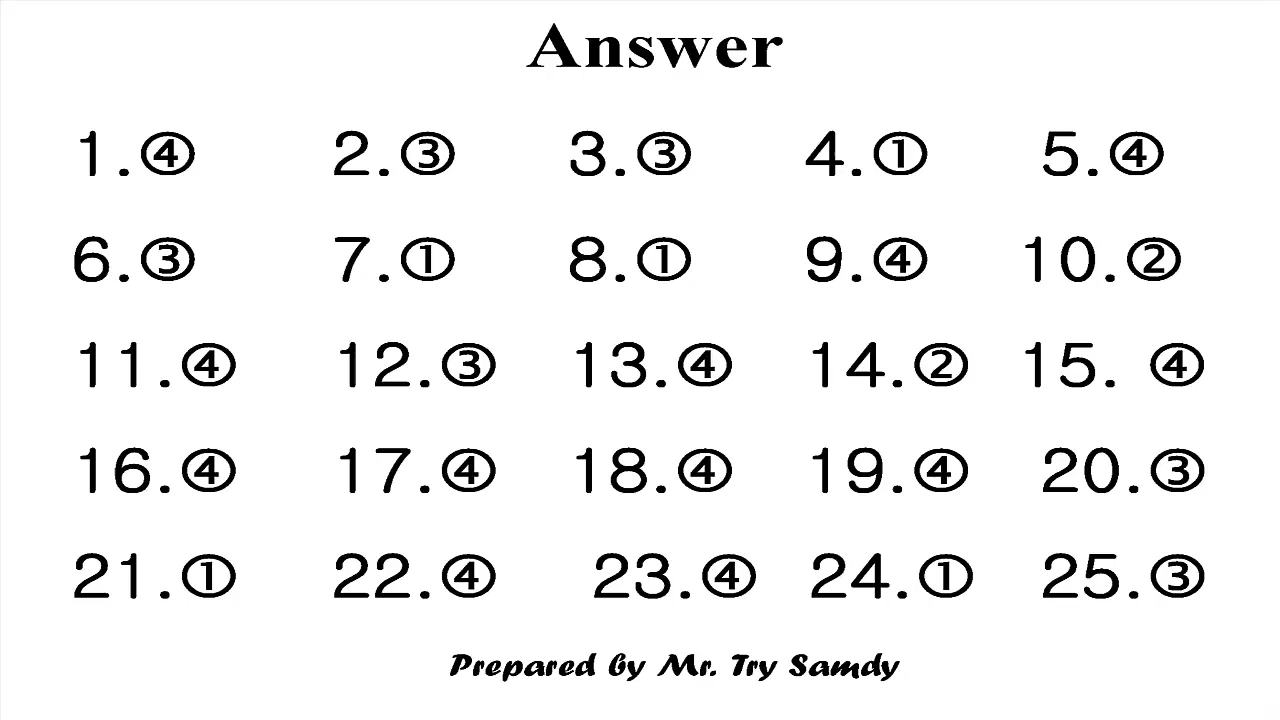 Answer
1.④ 2.③ 3.③ 4.① 5.④
6.③ 7.① 8.① 9.④ 10.②
11.④ 12.③ 13.④ 14.② 15. ④
16.④ 17.④ 18.④ 19.④ 20.③
21.① 22.④ 23.④ 24.① 25.③
Prepared by Mr. Try Samdy